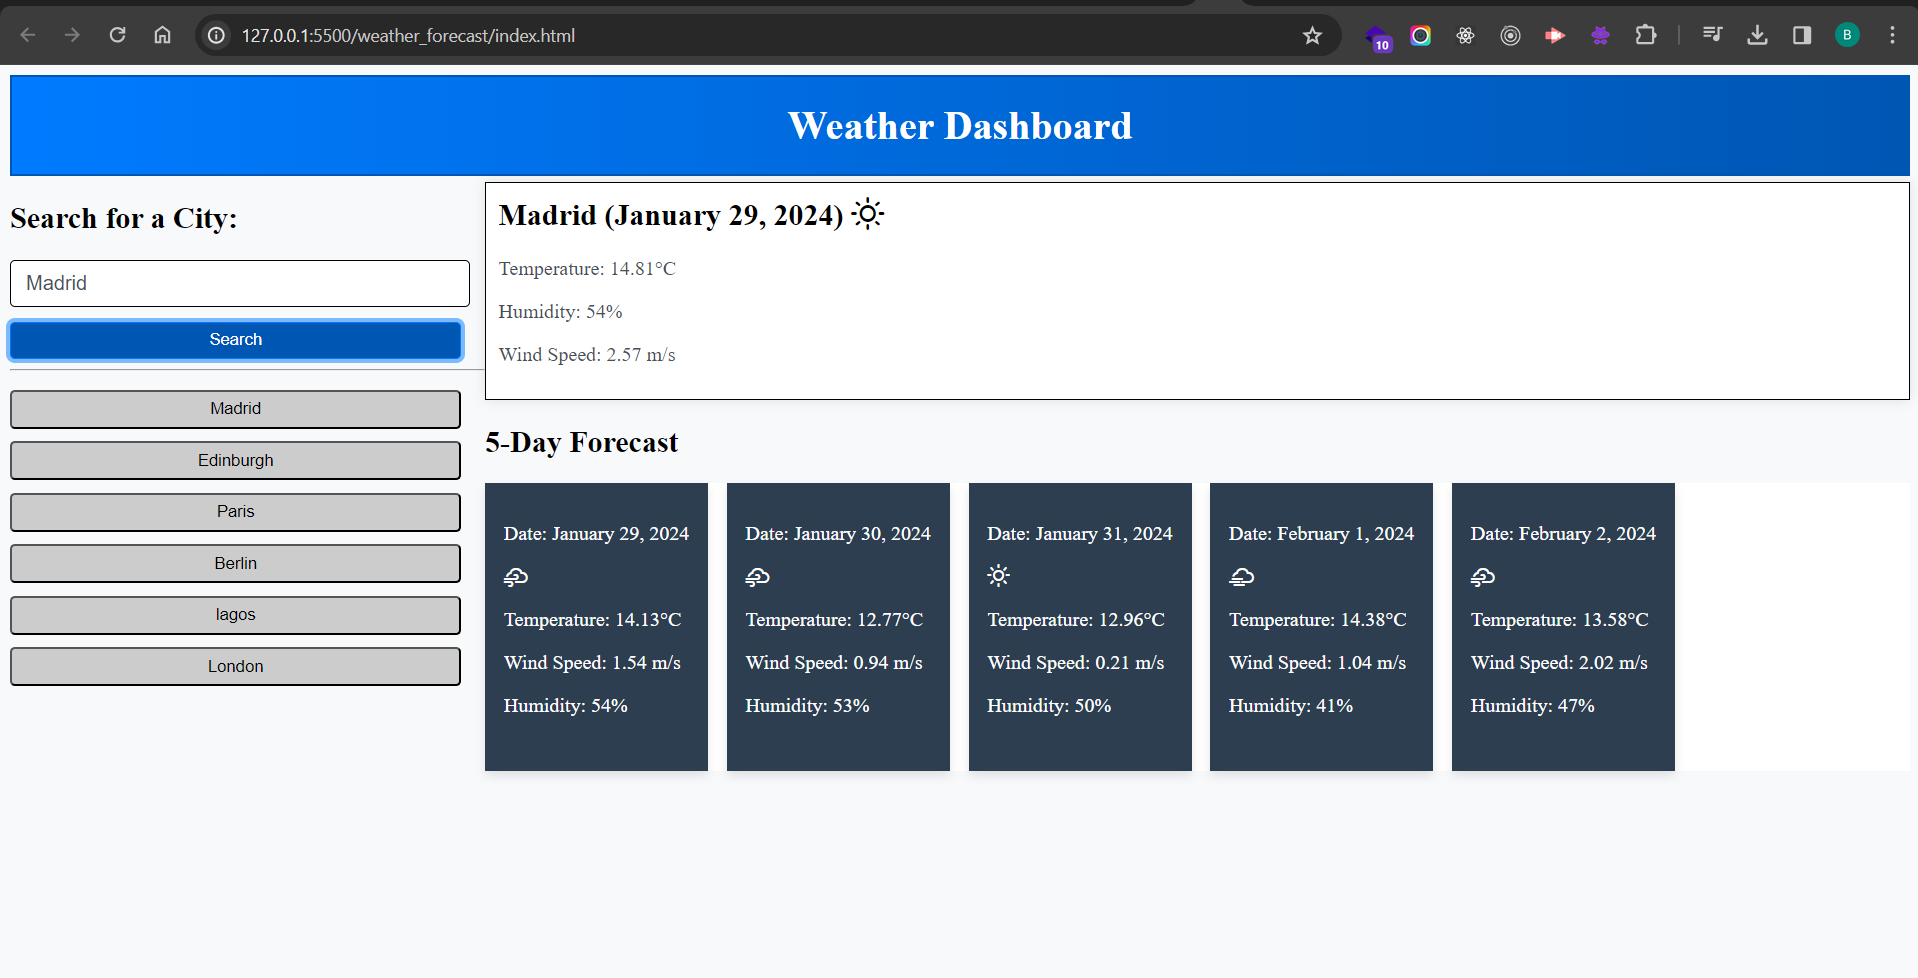 127.0.0.1:5500/weather_forecast/index.html
10
B
Weather Dashboard
Search for a City:
Madrid
Search
Madrid
Edinburgh
Paris
Berlin
lagos
London
Madrid (January 29, 2024)
Temperature: 14.81°C
Humidity: 54%
Wind Speed: 2.57 m/s
5-Day Forecast
Date: January 29, 2024
Temperature: 14.13°C
Wind Speed: 1.54 m/s
Humidity: 54%
Date: January 30, 2024
Temperature: 12.77°C
Wind Speed: 0.94 m/s
Humidity: 53%
Date: January 31, 2024
Temperature: 12.96°C
Wind Speed: 0.21 m/s
Humidity: 50%
Date: February 1, 2024
Temperature: 14.38°C
Wind Speed: 1.04 m/s
Humidity: 41%
Date: February 2, 2024
Temperature: 13.58°C
Wind Speed: 2.02 m/s
Humidity: 47%